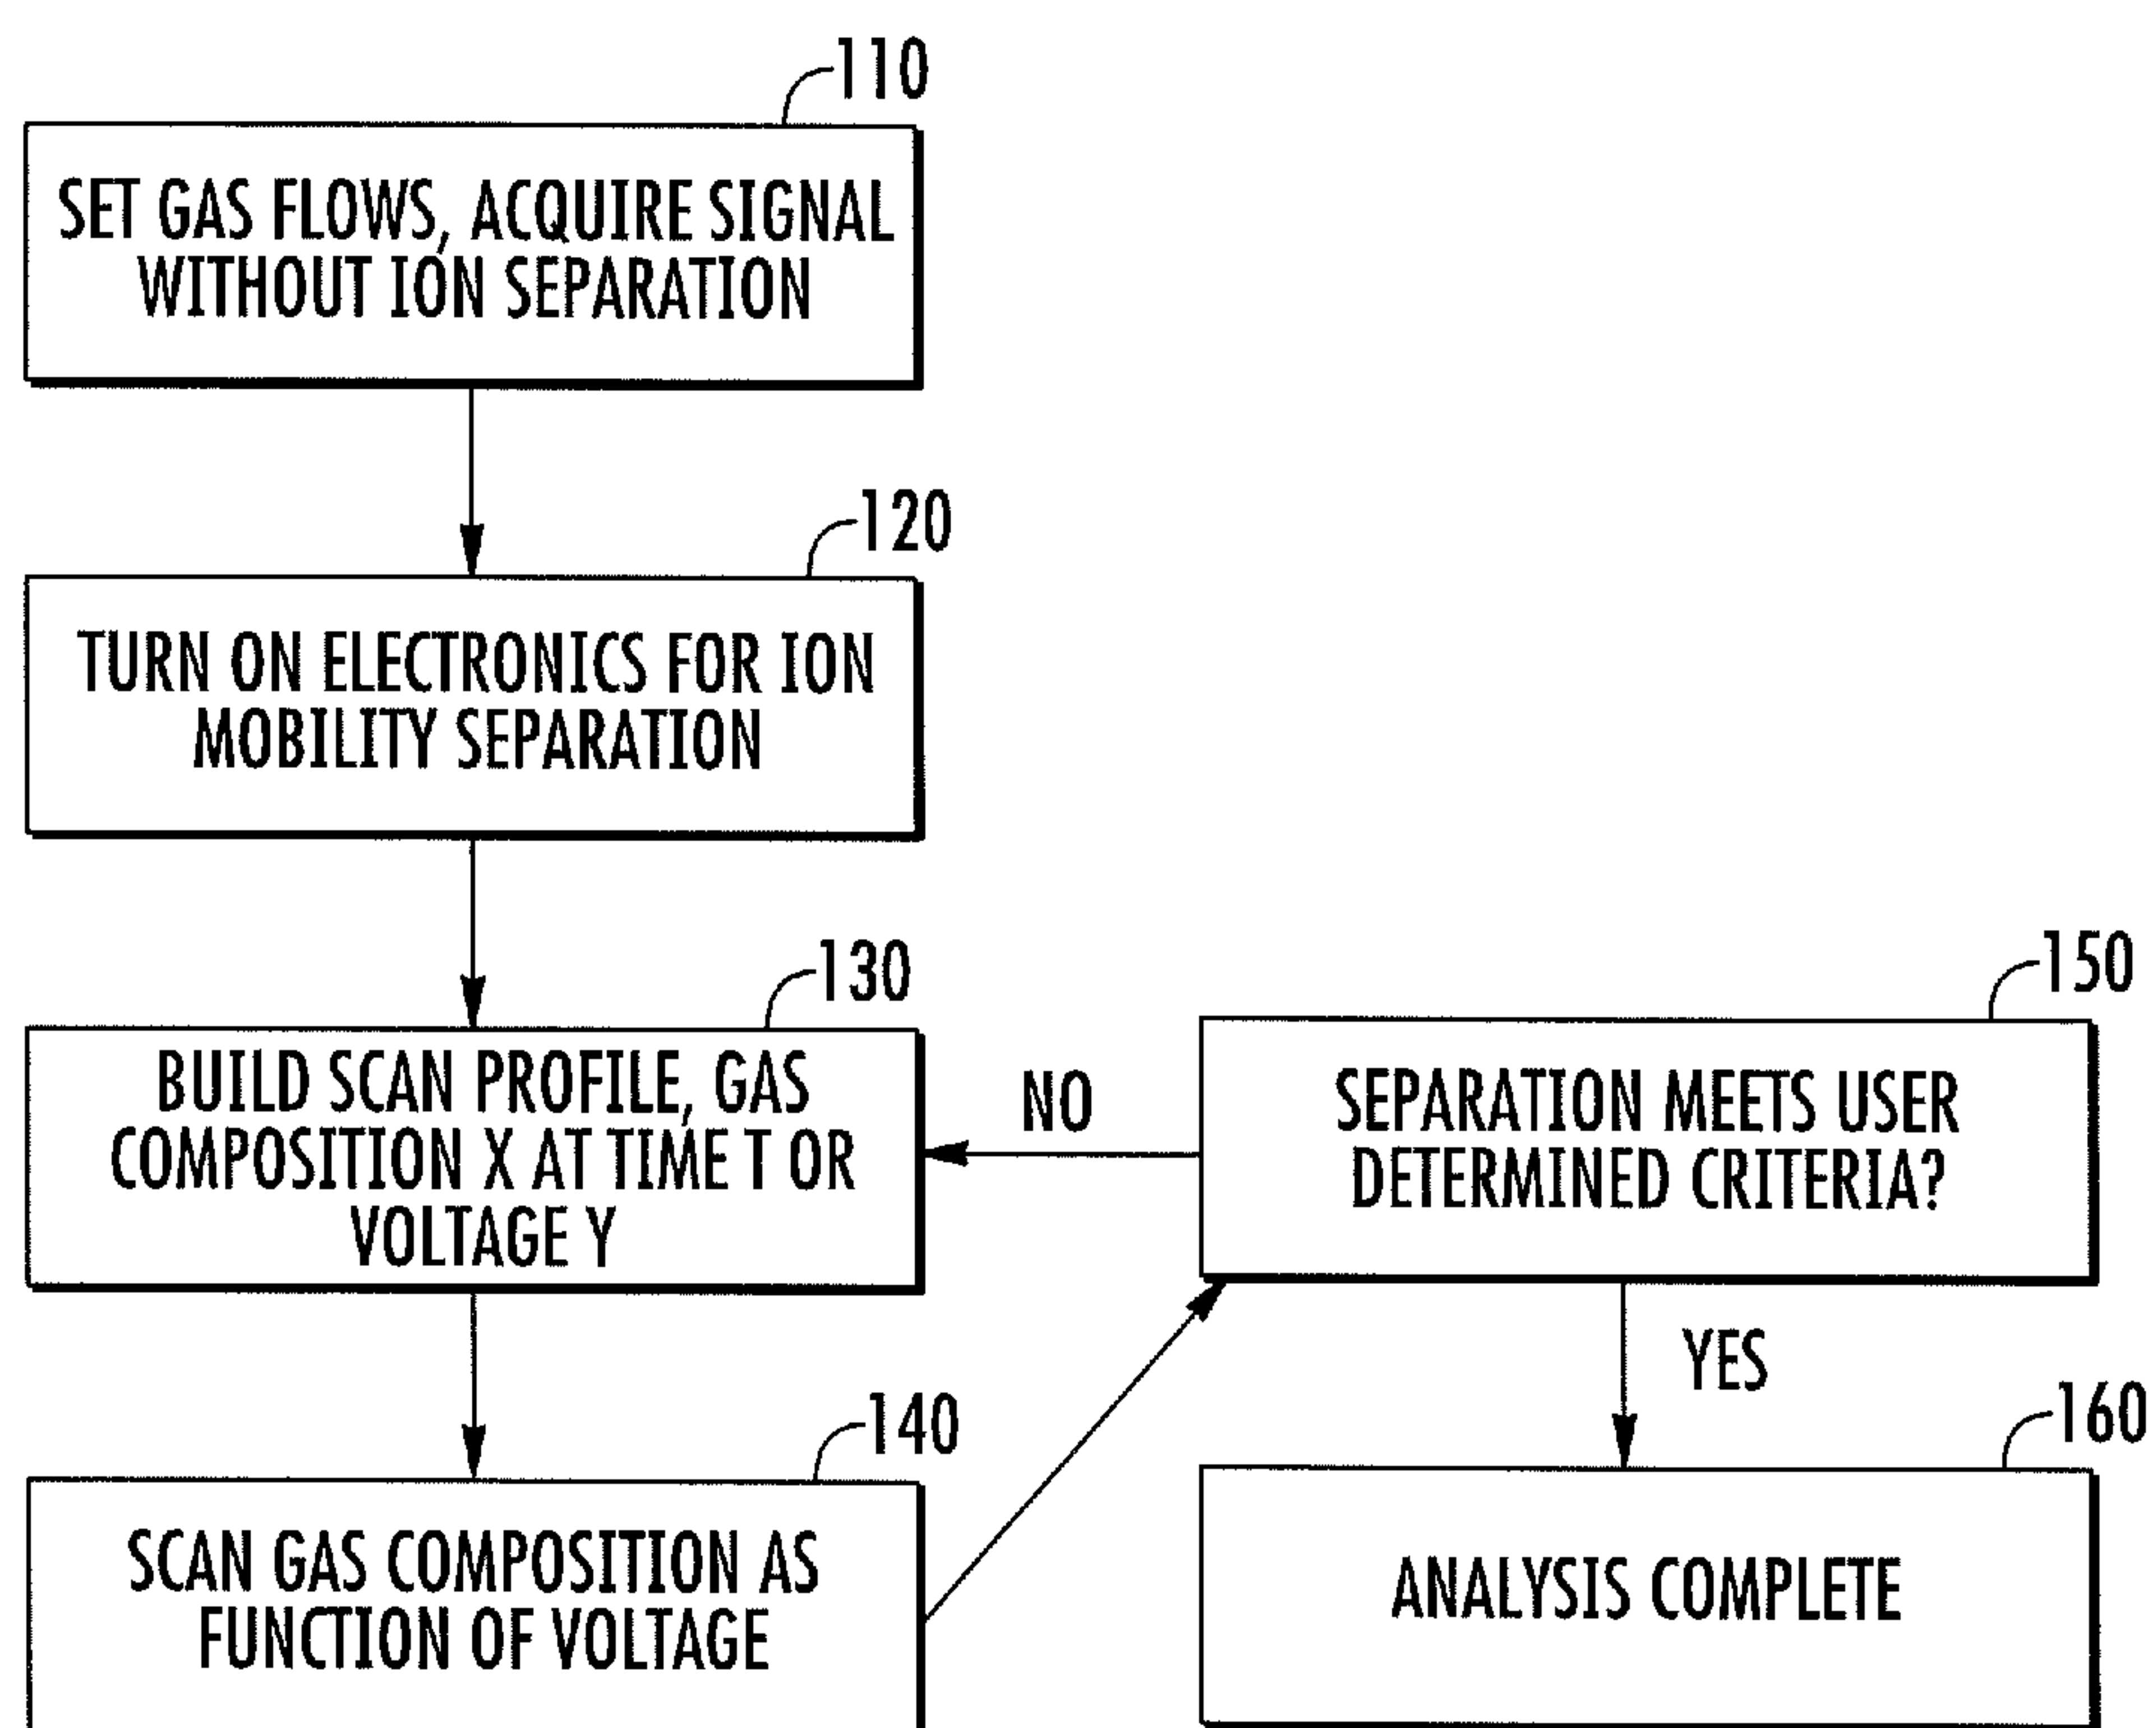 110
SET GAS FLOWS, ACQUIRE SIGNAL
WITHOUT ION SEPARATION
120
TURN ON ELECTRONICS FOR ION
MOBILITY SEPARATION
130
BUILD SCAN PROFILE, GAS
COMPOSITION X AT TIME T OR
VOLTAGE Y
140
SCAN GAS COMPOSITION AS
FUNCTION OF VOLTAGE
NO
150
SEPARATION MEETS USER
DETERMINED CRITERIA?
YES
160
ANALYSIS COMPLETE